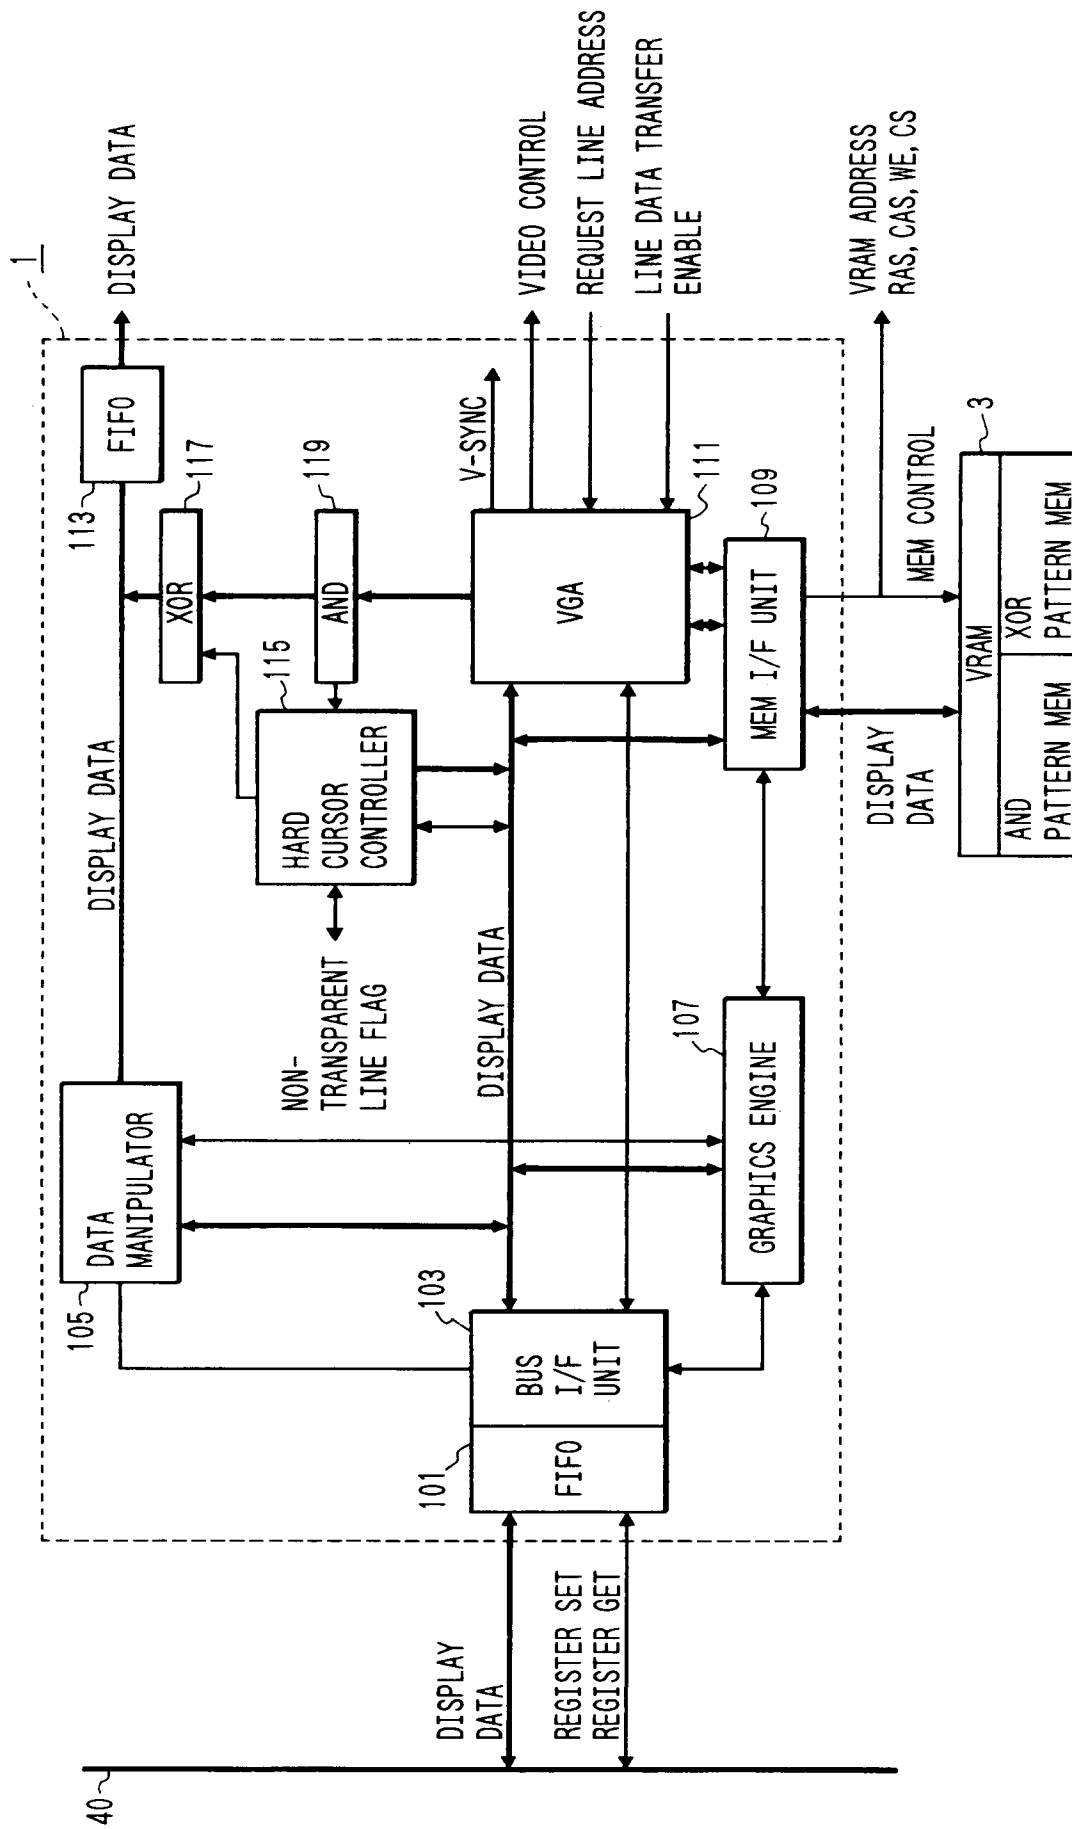 1
DISPLAY DATA
FIFO
113
DISPLAY DATA
DATA
MANIPULATOR
105
XOR
117
AND
119
HARD
CURSOR
CONTROLLER
115
NON-
TRANSPARENT
LINE FLAG
V-SYNC
VIDEO CONTROL
REQUEST LINE ADDRESS
LINE DATA TRANSFER
ENABLE
VGA
111
DISPLAY DATA
BUS
I/F
UNIT
103
FIFO
101
DISPLAY
DATA
REGISTER SET
REGISTER GET
40
GRAPHICS ENGINE
107
MEM I/F UNIT
109
VRAM ADDRESS
RAS, CAS, WE, CS
MEM CONTROL
DISPLAY
DATA
3
VRAM
AND
PATTERN MEM
XOR
PATTERN MEM